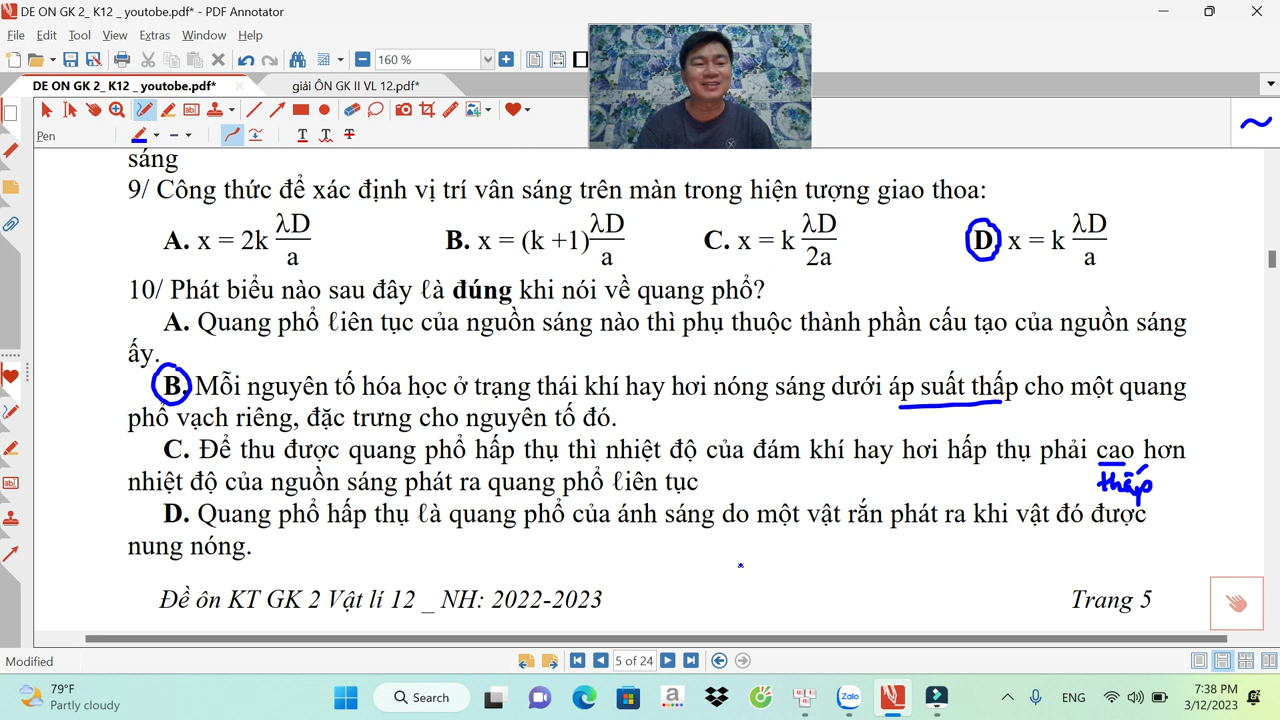 DE ON GK 2_ K12 _ youtobe.pdf* - PDF Annotator
File Edit Tool View Extras Window Help
160 %
DE ON GK 2_ K12 _ youtobe.pdf* giải ÔN GK II VL 12.pdf*
Pen
sáng
9/ Công thức để xác định vị trí vân sáng trên màn trong hiện tượng giao thoa:
A. x = 2k λD/a B. x = (k +1) λD/a C. x = k λD/2a D. x = k λD/a
10/ Phát biểu nào sau đây ℓà đúng khi nói về quang phổ?
A. Quang phổ ℓiên tục của nguồn sáng nào thì phụ thuộc thành phần cấu tạo của nguồn sáng
ấy.
B. Mỗi nguyên tố hóa học ở trạng thái khí hay hơi nóng sáng dưới áp suất thấp cho một quang
phổ vạch riêng, đặc trưng cho nguyên tố đó.
C. Để thu được quang phổ hấp thụ thì nhiệt độ của đám khí hay hơi hấp thụ phải cao hơn
nhiệt độ của nguồn sáng phát ra quang phổ ℓiên tục
thấp
D. Quang phổ hấp thụ ℓà quang phổ của ánh sáng do một vật rắn phát ra khi vật đó được
nung nóng.
Đề ôn KT GK 2 Vật lí 12 _ NH: 2022-2023 Trang 5
Modified
5 of 24
79°F
Partly cloudy
Search
Zalo
ENG
7:38 PM
3/12/2023